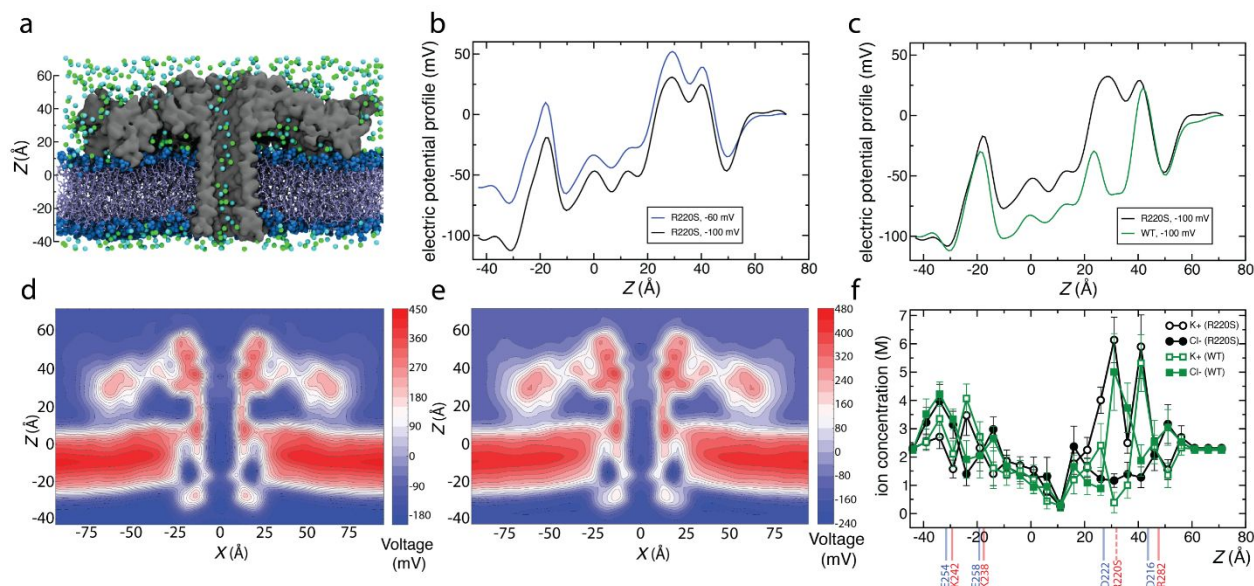 a
b
c
Z(Å)
70
60
40
20
0
-20
-40
electric potential profile (mV)
50
0
-50
-100
R220S, -60 mV
R220S, -100 mV
-40
-20
0
20
40
60
80
Z (Å)
electric potential profile (mV)
50
0
-50
-100
R220S, -100 mV
WT, -100 mV
-40
-20
0
20
40
60
80
Z (Å)
d
e
f
Z(Å)
60
40
20
0
-20
-40
-75
-50
-25
0
25
50
75
X(Å)
450
360
270
180
90
0
-90
-180
Voltage
(mV)
Z(Å)
60
40
20
0
-20
-40
-75
-50
-25
0
25
50
75
X(Å)
480
400
320
240
160
80
0
-80
-160
-240
Voltage
(mV)
ion concentration (M)
7
6
5
4
3
2
1
0
K+ (R220S)
Cl- (R220S)
K+ (WT)
Cl- (WT)
-40
-20
0
20
40
60
80
Z(Å)
E254
K242
E258
K238
D222
R220S
D216
R282